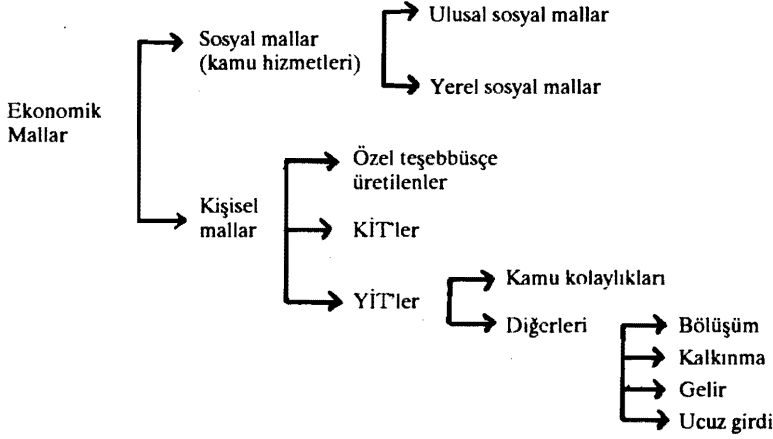 Ekonomik
Mallar
Sosyal mallar
(kamu hizmetleri)
Ulusal sosyal mallar
Yerel sosyal mallar
Kişisel
mallar
Özel teşebbüsçe
üretilenler
KİT'ler
YİT'ler
Kamu kolaylıkları
Diğerleri
Bölüşüm
Kalkınma
Gelir
Ucuz girdi